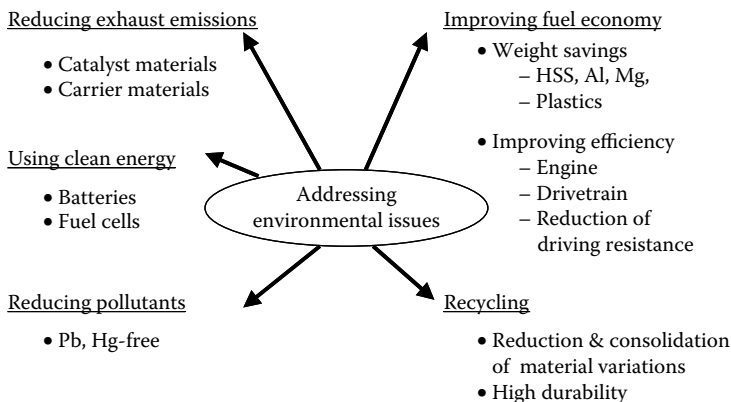 Reducing exhaust emissions
• Catalyst materials
• Carrier materials
Using clean energy
• Batteries
• Fuel cells
Reducing pollutants
• Pb, Hg-free
Addressing
environmental issues
Improving fuel economy
• Weight savings
– HSS, Al, Mg,
– Plastics
• Improving efficiency
– Engine
– Drivetrain
– Reduction of
driving resistance
Recycling
• Reduction & consolidation
of material variations
• High durability